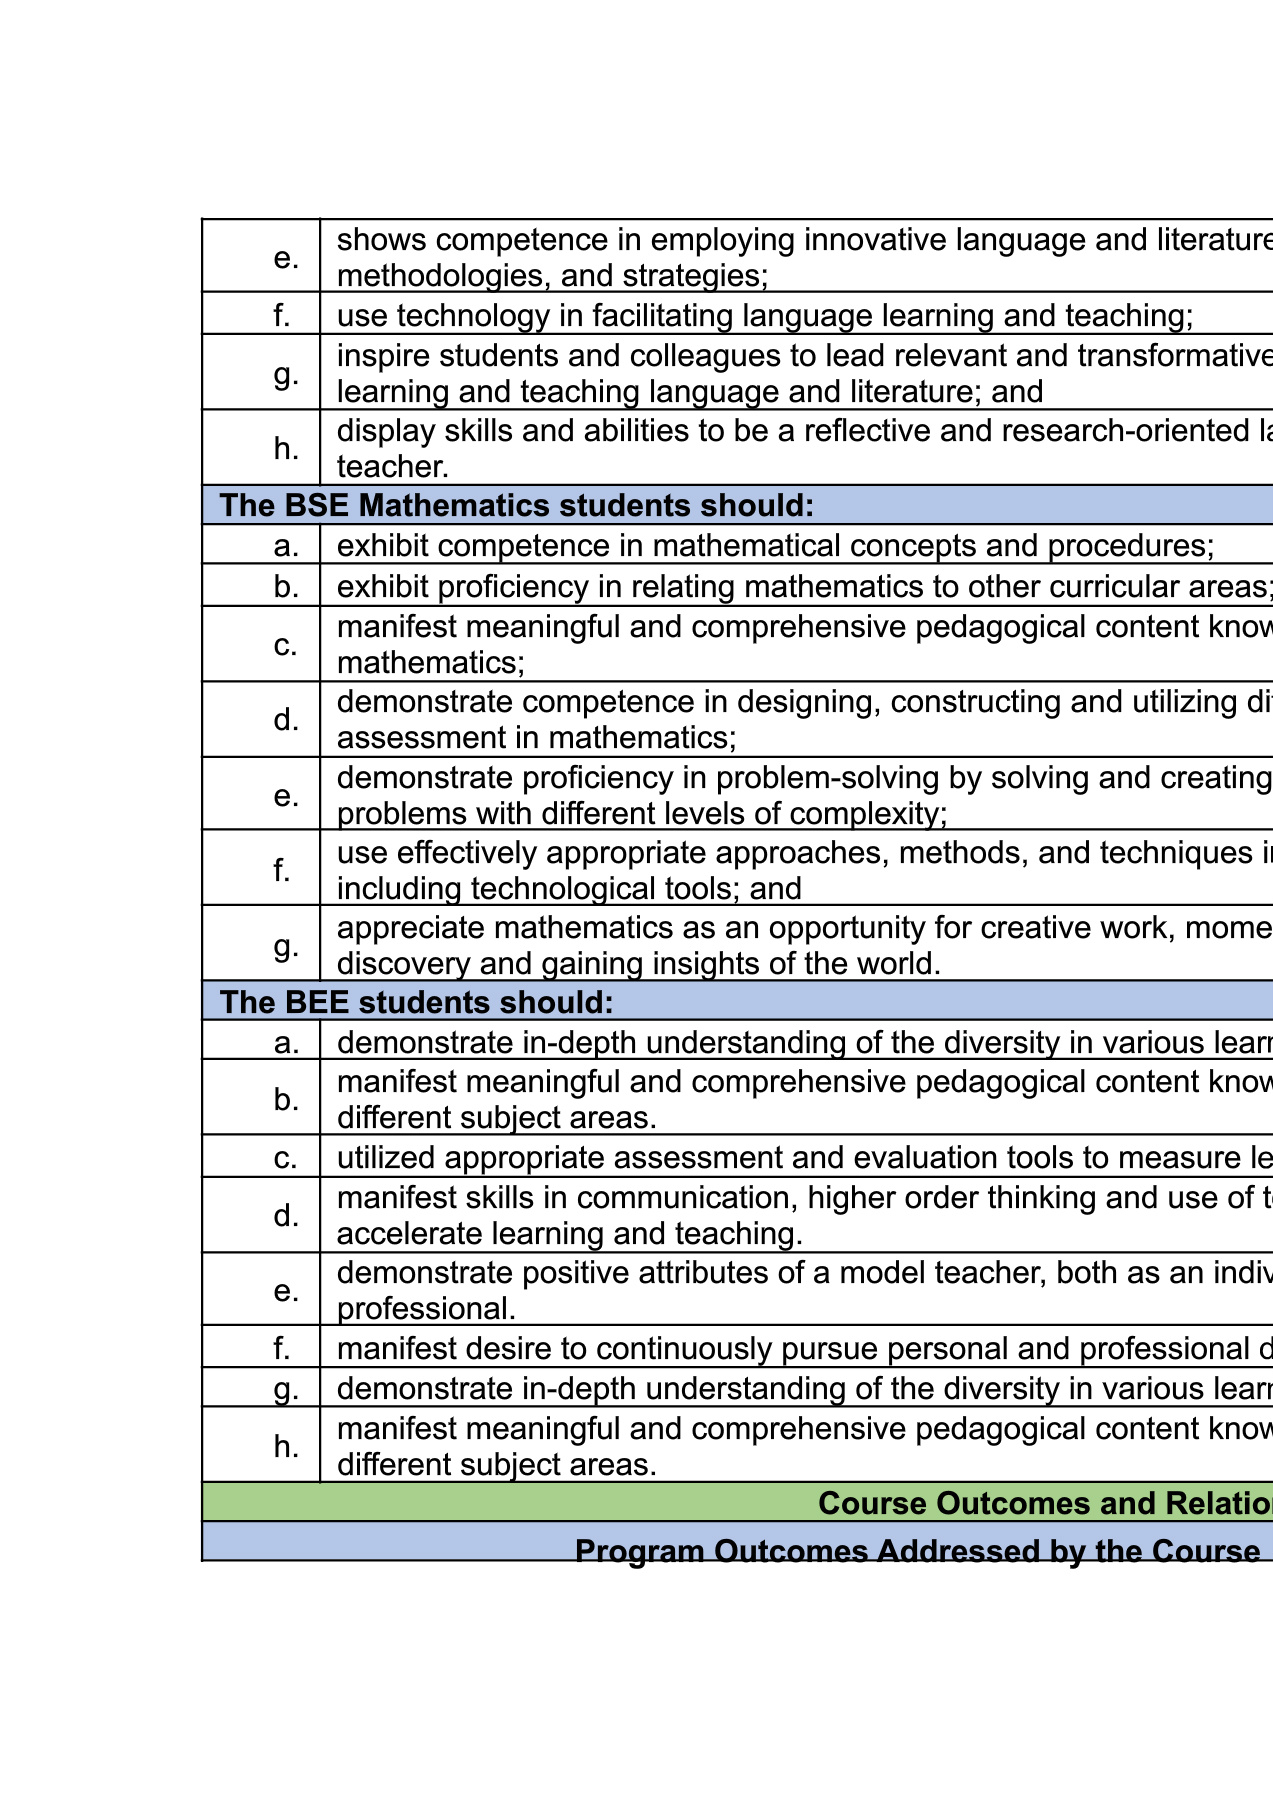 e.
shows competence in employing innovative language and literature
methodologies, and strategies;
f.
use technology in facilitating language learning and teaching;
g.
inspire students and colleagues to lead relevant and transformative
learning and teaching language and literature; and
h.
display skills and abilities to be a reflective and research-oriented
teacher.
The BSE Mathematics students should:
a.
exhibit competence in mathematical concepts and procedures;
b.
exhibit proficiency in relating mathematics to other curricular areas;
c.
manifest meaningful and comprehensive pedagogical content
mathematics;
d.
demonstrate competence in designing, constructing and utilizing
assessment in mathematics;
e.
demonstrate proficiency in problem-solving by solving and creating
problems with different levels of complexity;
f.
use effectively appropriate approaches, methods, and techniques
including technological tools; and
g.
appreciate mathematics as an opportunity for creative work,
discovery and gaining insights of the world.
The BEE students should:
a.
demonstrate in-depth understanding of the diversity in various
b.
manifest meaningful and comprehensive pedagogical content
different subject areas.
c.
utilized appropriate assessment and evaluation tools to measure
d.
manifest skills in communication, higher order thinking and use of
accelerate learning and teaching.
e.
demonstrate positive attributes of a model teacher, both as an
professional.
f.
manifest desire to continuously pursue personal and professional
g.
demonstrate in-depth understanding of the diversity in various
h.
manifest meaningful and comprehensive pedagogical content
different subject areas.
Course Outcomes and
Program Outcomes Addressed by the Course